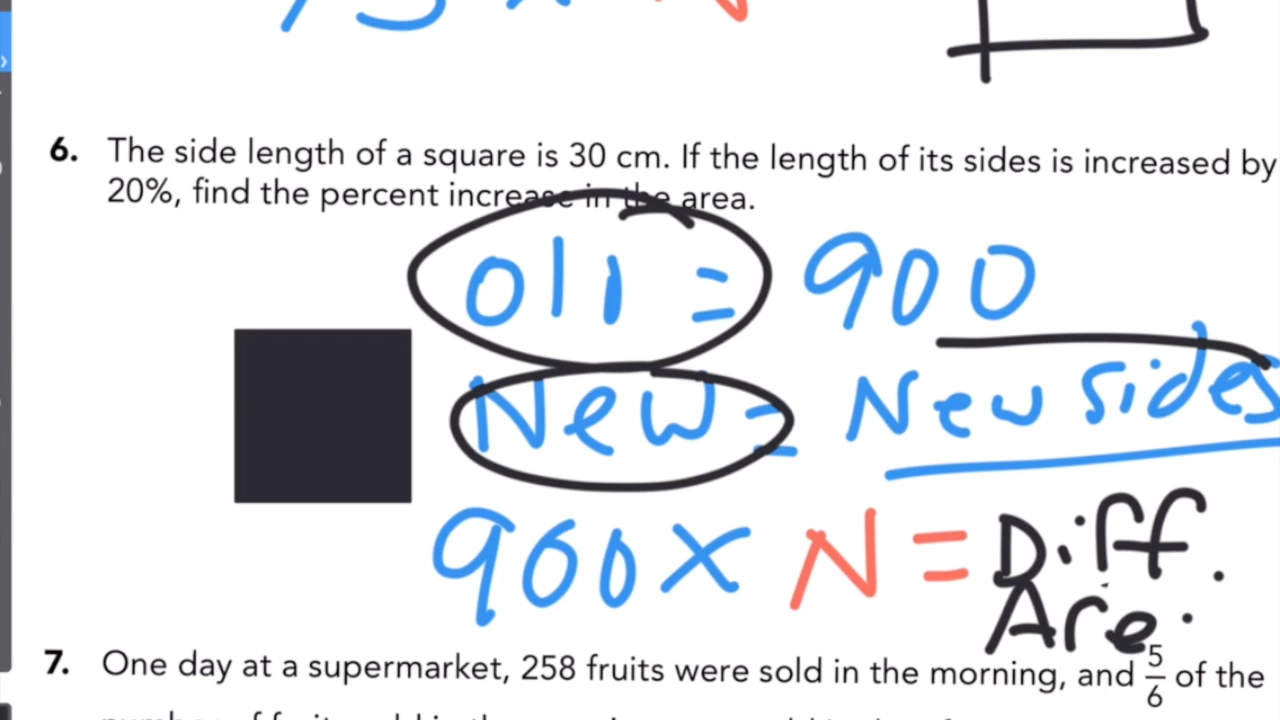 6. The side length of a square is 30 cm. If the length of its sides is increased by
20%, find the percent increase in the area.
Oli = 900
New = New sides
900 x N = Diff.
Are.
7. One day at a supermarket, 258 fruits were sold in the morning, and 5/6 of the